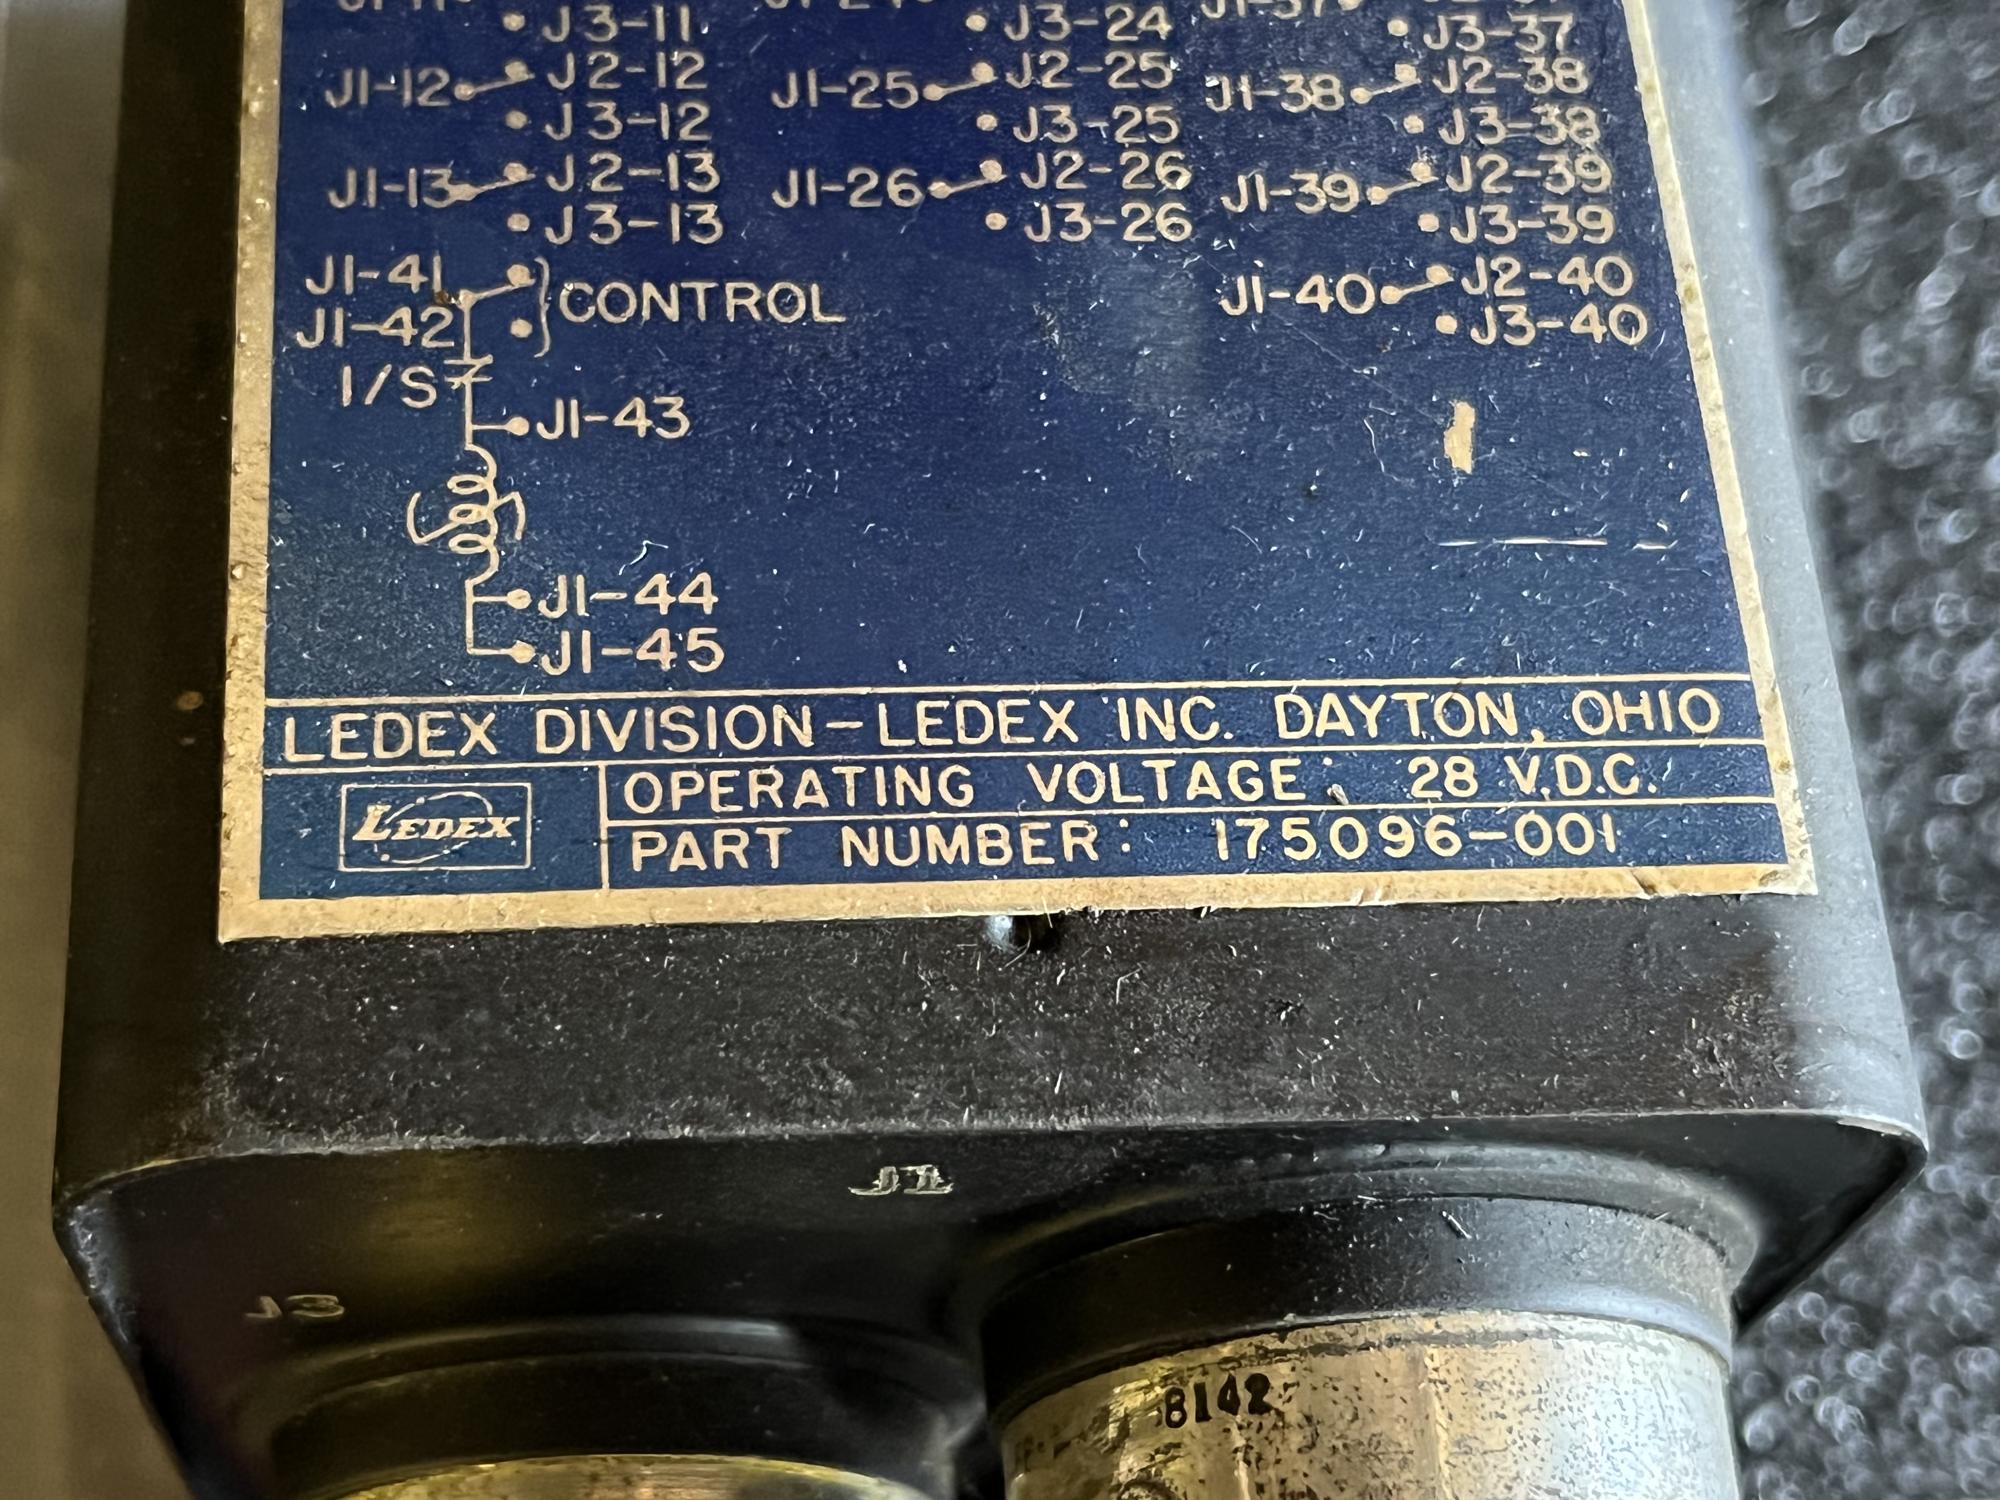 J3-11 J3-24 J3-37
J1-12 J2-12 J1-25 J2-25 J1-38 J2-38
J3-12 J3-25 J3-38
J1-13 J2-13 J1-26 J2-26 J1-39 J2-39
J3-13 J3-26 J3-39
J1-41 CONTROL J1-40 J2-40
J1-42 J3-40
I/S
J1-43
J1-44
J1-45
LEDEX DIVISION-LEDEX INC. DAYTON, OHIO
LEDEX
OPERATING VOLTAGE: 28 V.D.C.
PART NUMBER: 175096-001
J1
J3
8142